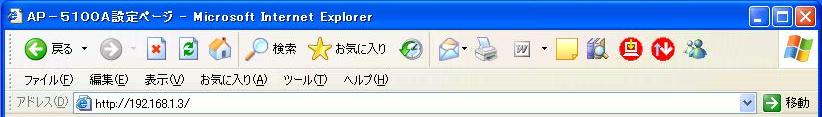 AP-5100A設定ページ - Microsoft Internet Explorer
戻る 検索 お気に入り W
ファイル(F) 編集(E) 表示(V) お気に入り(A) ツール(T) ヘルプ(H)
アドレス(D) http://192.168.1.3/ 移動